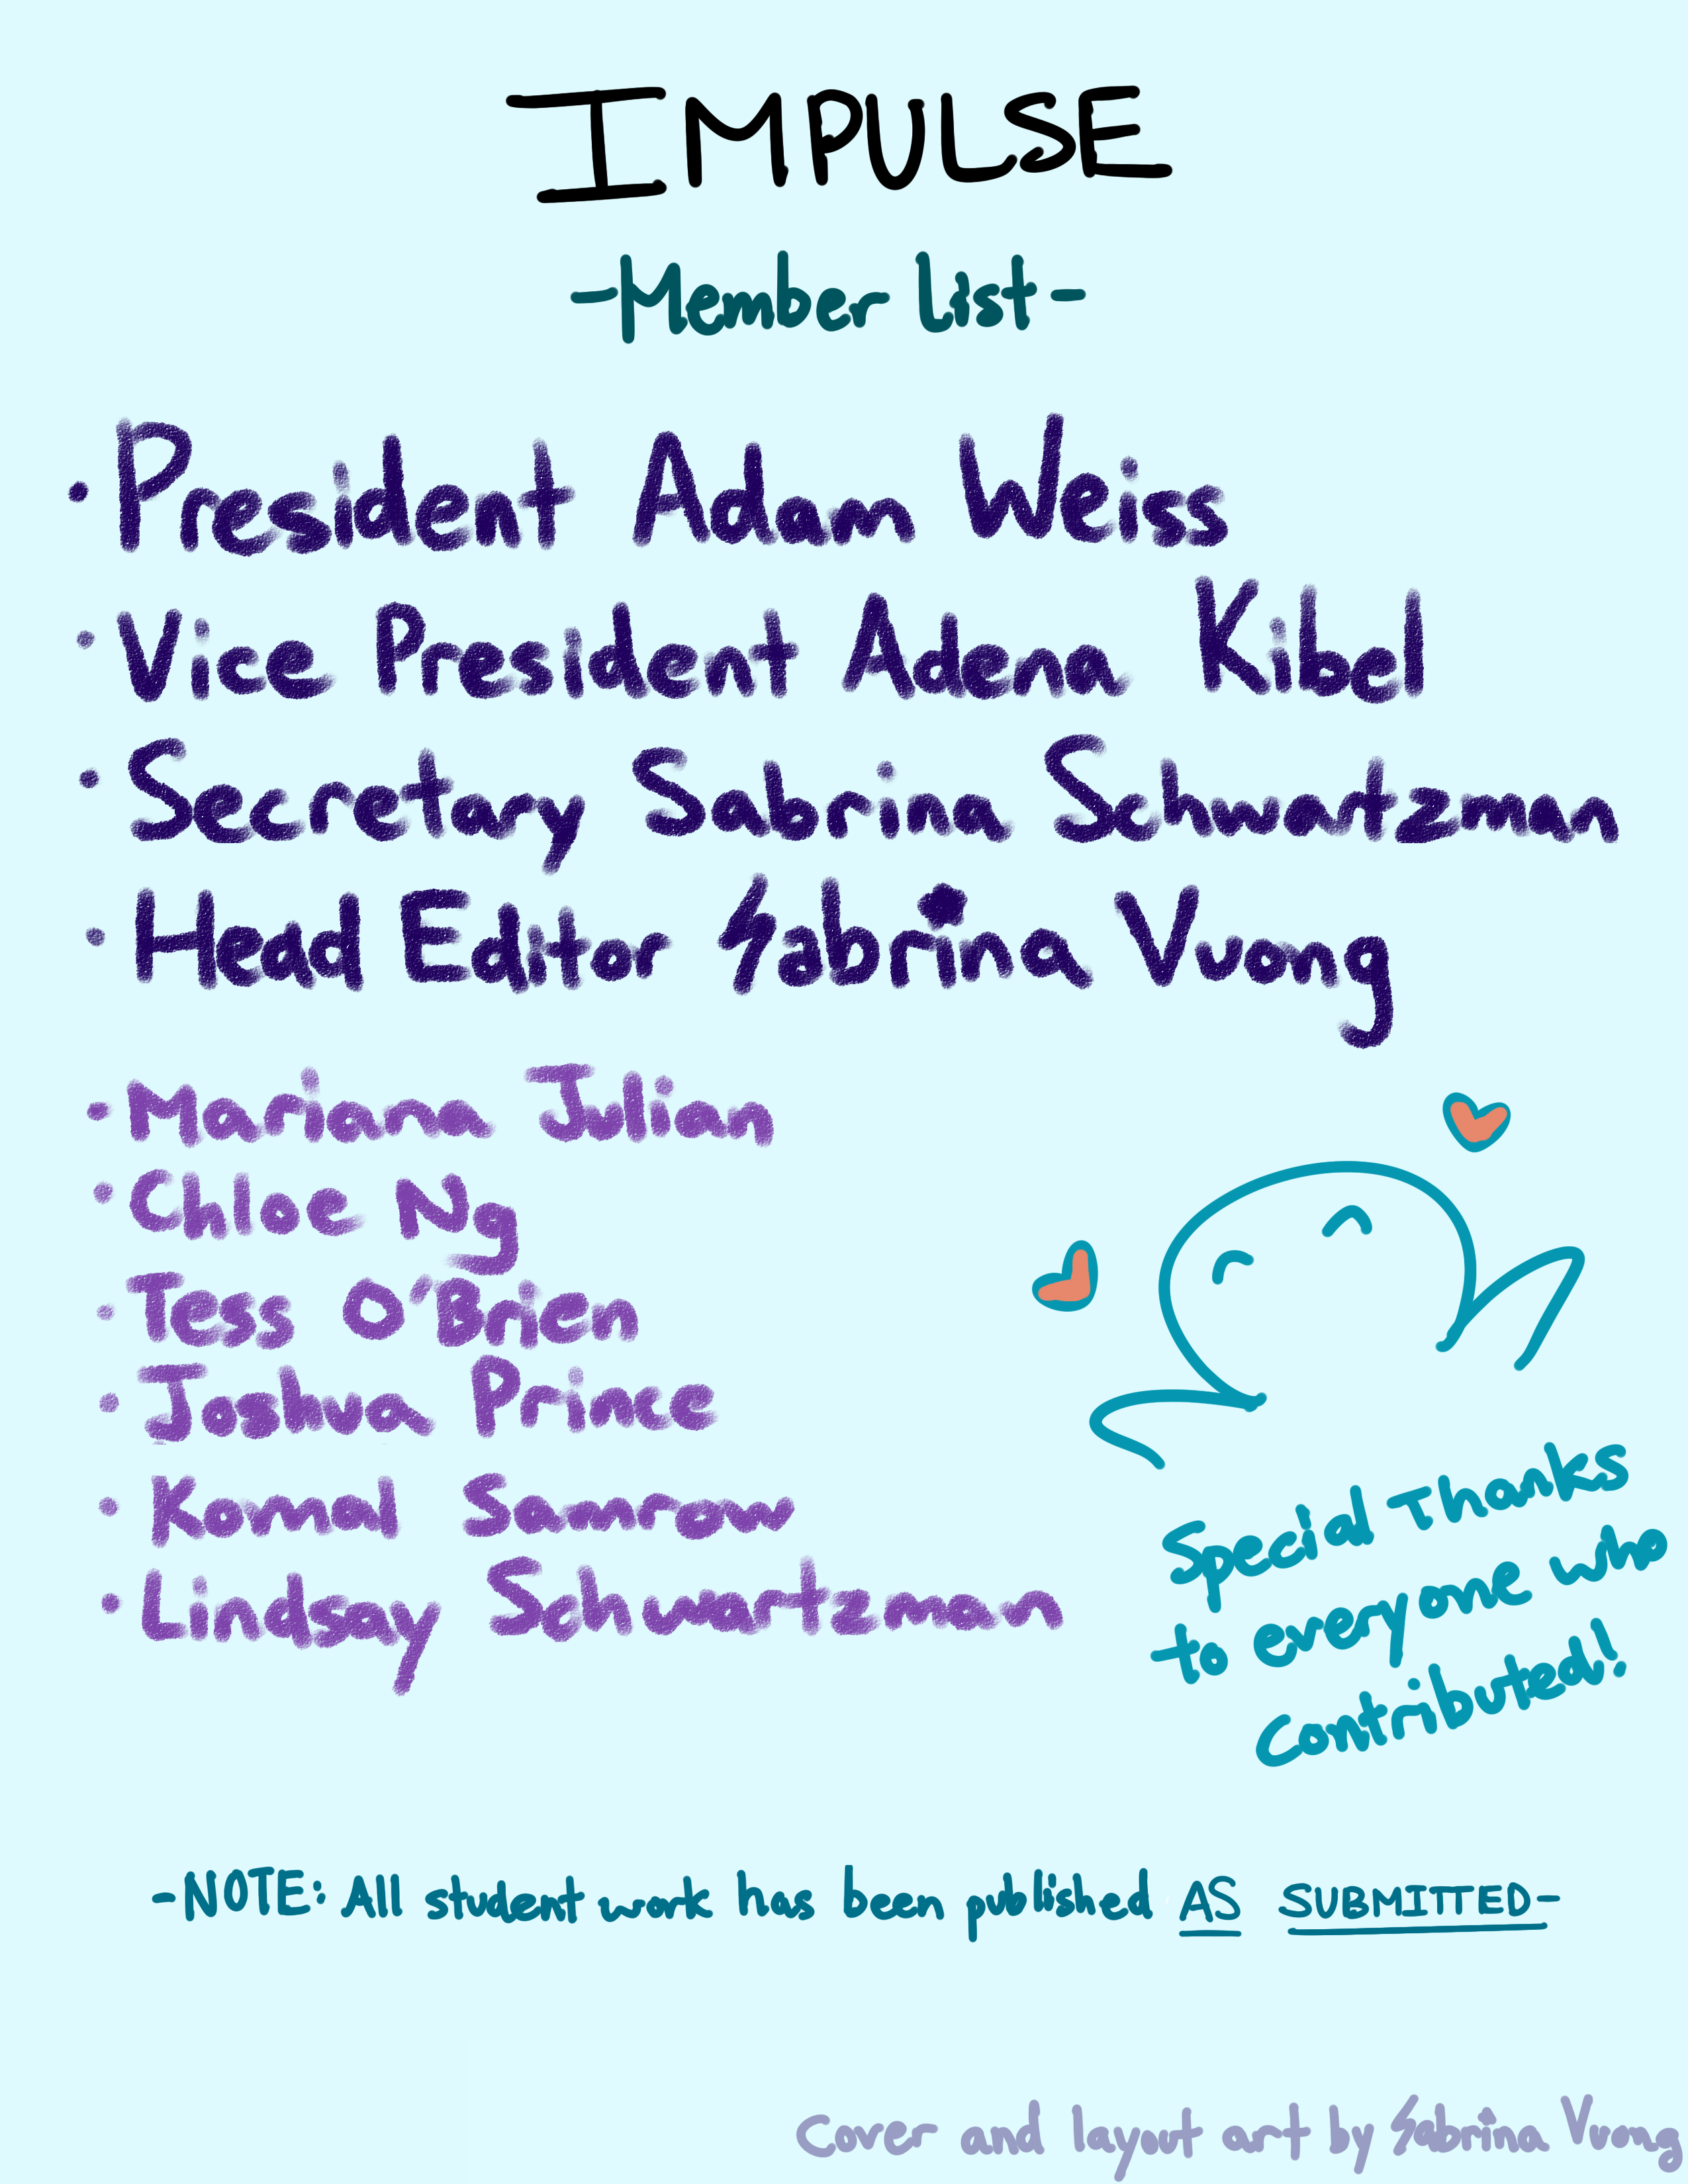 IMPULSE
-Member List-
• President Adam Weiss
• Vice President Adena Kibel
• Secretary Sabrina Schwartzman
• Head Editor Sabrina Vuong
• Mariana Julian
• Chloe Ng
• Tess O'Brien
• Joshua Prince
• Komal Samrow
• Lindsay Schwartzman
Special Thanks
to everyone who
contributed!
-NOTE: All student work has been published AS SUBMITTED-
Cover and layout art by Sabrina Vuong